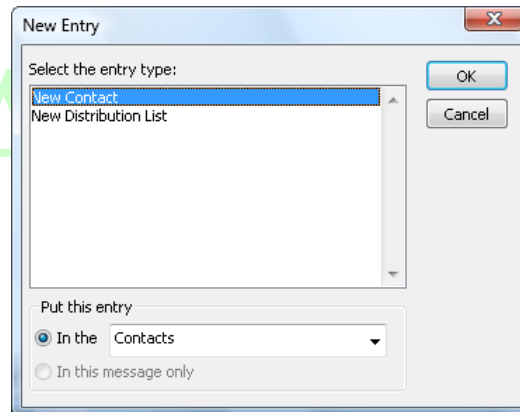 New Entry
Select the entry type:
OK
New Contact
New Distribution List
Cancel
Put this entry
In the Contacts
In this message only